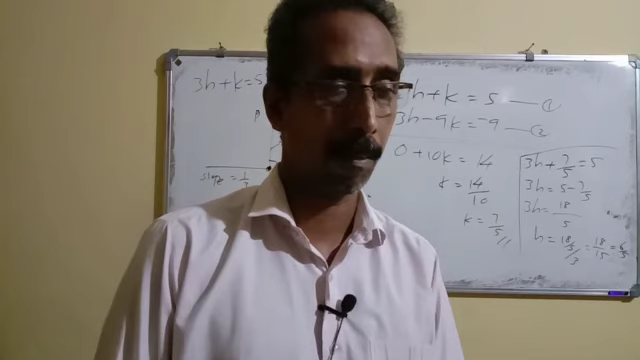 3h+k=5
slope = 1/3
3h+k = 5 —— ①
3h-9k = -9 —— ②
0 + 10k = 14
k = 14/10
k = 7/5 //
3h + 7/5 = 5
3h = 5 - 7/5
3h = 18/5
h = 18/5/3 = 18/15 = 6/5